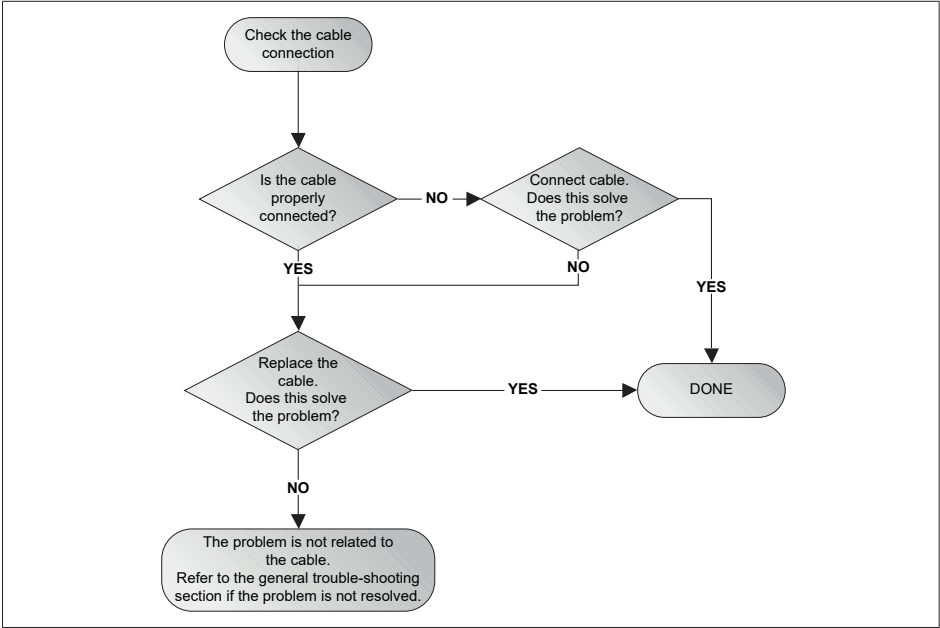 Check the cable
connection
Is the cable
properly
connected?
NO
Connect cable.
Does this solve
the problem?
YES
NO
YES
Replace the
cable.
Does this solve
the problem?
YES
DONE
NO
The problem is not related to
the cable.
Refer to the general trouble-shooting
section if the problem is not resolved.